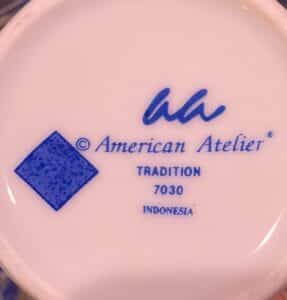 aa
© American Atelier®
TRADITION
7030
INDONESIA